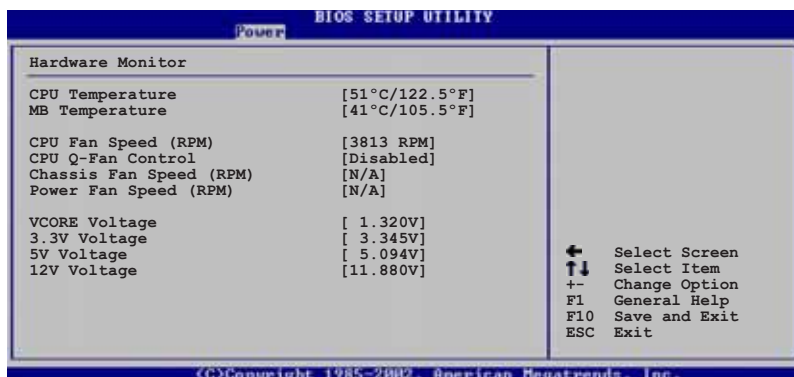 BIOS SETUP UTILITY
Power
Hardware Monitor
CPU Temperature [51°C/122.5°F]
MB Temperature [41°C/105.5°F]
CPU Fan Speed (RPM) [3813 RPM]
CPU Q-Fan Control [Disabled]
Chassis Fan Speed (RPM) [N/A]
Power Fan Speed (RPM) [N/A]
VCORE Voltage [ 1.320V]
3.3V Voltage [ 3.345V]
5V Voltage [ 5.094V]
12V Voltage [11.880V]
← Select Screen
↑↓ Select Item
+- Change Option
F1 General Help
F10 Save and Exit
ESC Exit
(C)Copyright 1985-2002, American Megatrends, Inc.